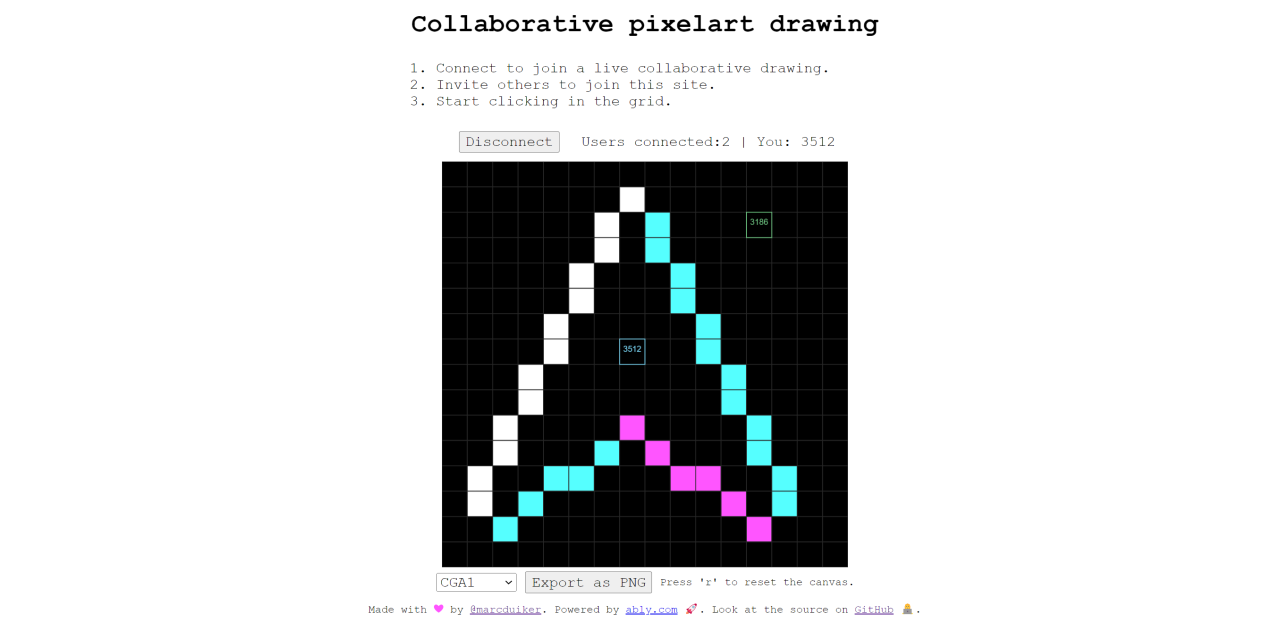 Collaborative pixelart drawing
1. Connect to join a live collaborative drawing.
2. Invite others to join this site.
3. Start clicking in the grid.
Disconnect Users connected:2 | You: 3512
3186
3512
CGA1 Export as PNG Press 'r' to reset the canvas.
Made with 💜 by @marcduiker. Powered by ably.com 🚀. Look at the source on GitHub 👨‍💻.